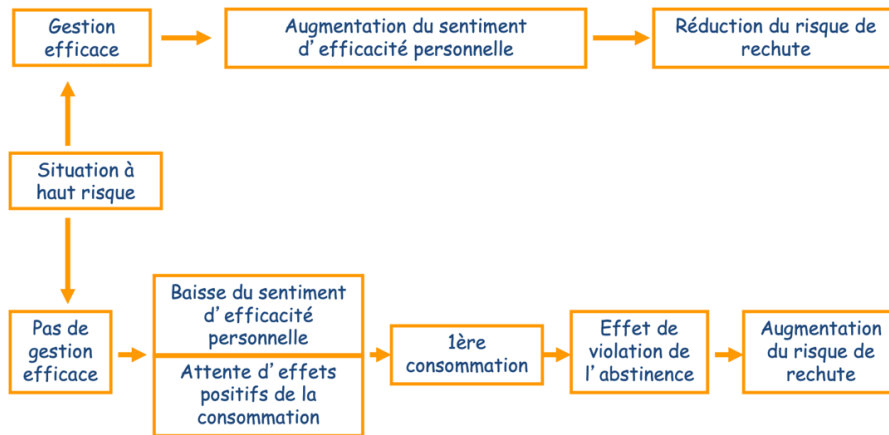 Gestion
efficace
Augmentation du sentiment
d'efficacité personnelle
Réduction du risque de
rechute
Situation à
haut risque
Pas de
gestion
efficace
Baisse du sentiment
d'efficacité
personnelle
Attente d'effets
positifs de la
consommation
1ère
consommation
Effet de
violation de
l'abstinence
Augmentation
du risque de
rechute